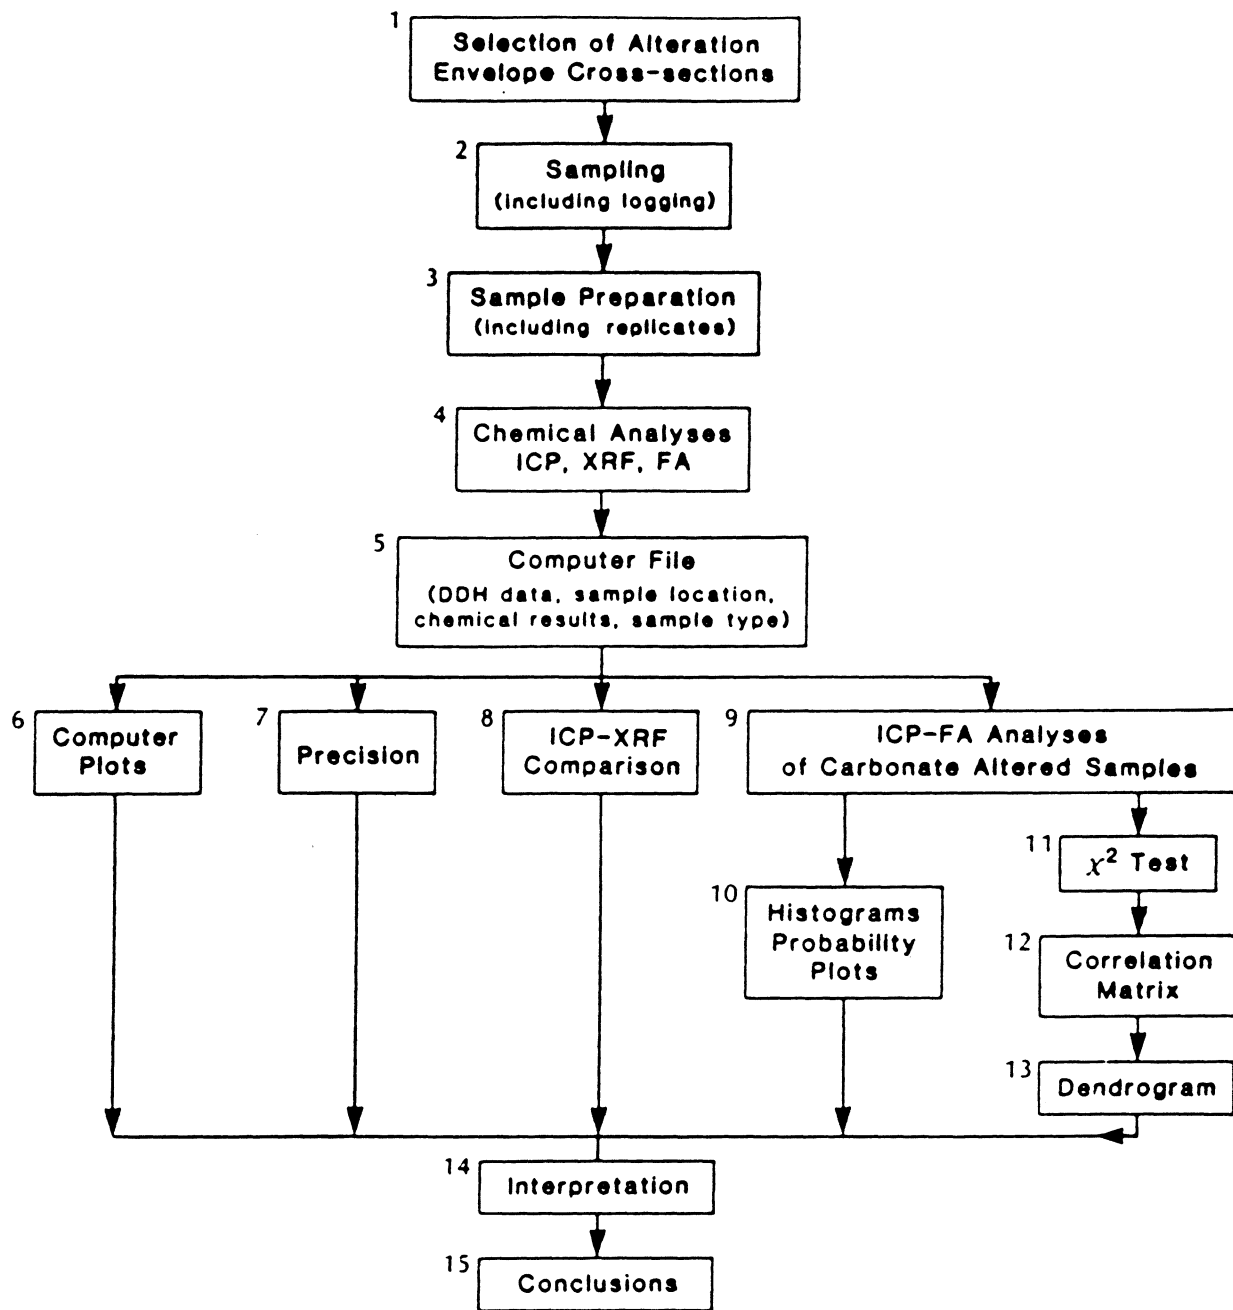 1
Selection of Alteration
Envelope Cross-sections
2
Sampling
(including logging)
3
Sample Preparation
(including replicates)
4
Chemical Analyses
ICP, XRF, FA
5
Computer File
(DDH data, sample location,
chemical results, sample type)
6
Computer
Plots
7
Precision
8
ICP-XRF
Comparison
9
ICP-FA Analyses
of Carbonate Altered Samples
10
Histograms
Probability
Plots
11
χ² Test
12
Correlation
Matrix
13
Dendrogram
14
Interpretation
15
Conclusions